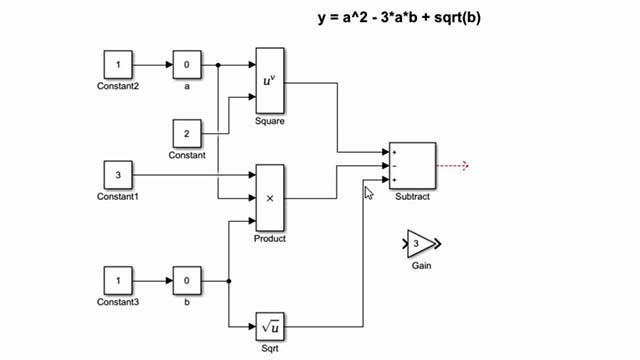 y = a^2 - 3*a*b + sqrt(b)
1
Constant2
0
a
u^v
Square
2
Constant
3
Constant1
×
Product
+
−
+
Subtract
3
Gain
1
Constant3
0
b
√u
Sqrt